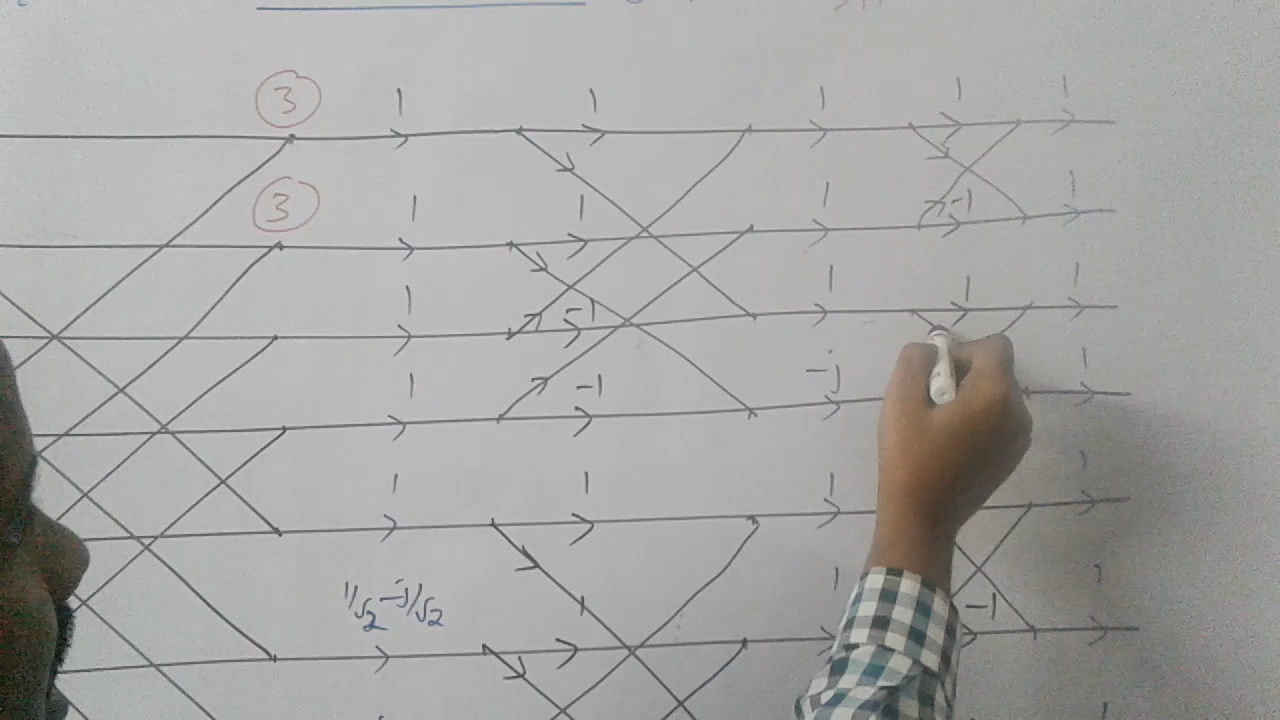 3 1 1 1 1 1
3 1 1 1 -1 1
1 -1 1 1 1
1 -1 -j 1
1 1 1 1
1/√2 -j/√2 1 1 -1 1
1